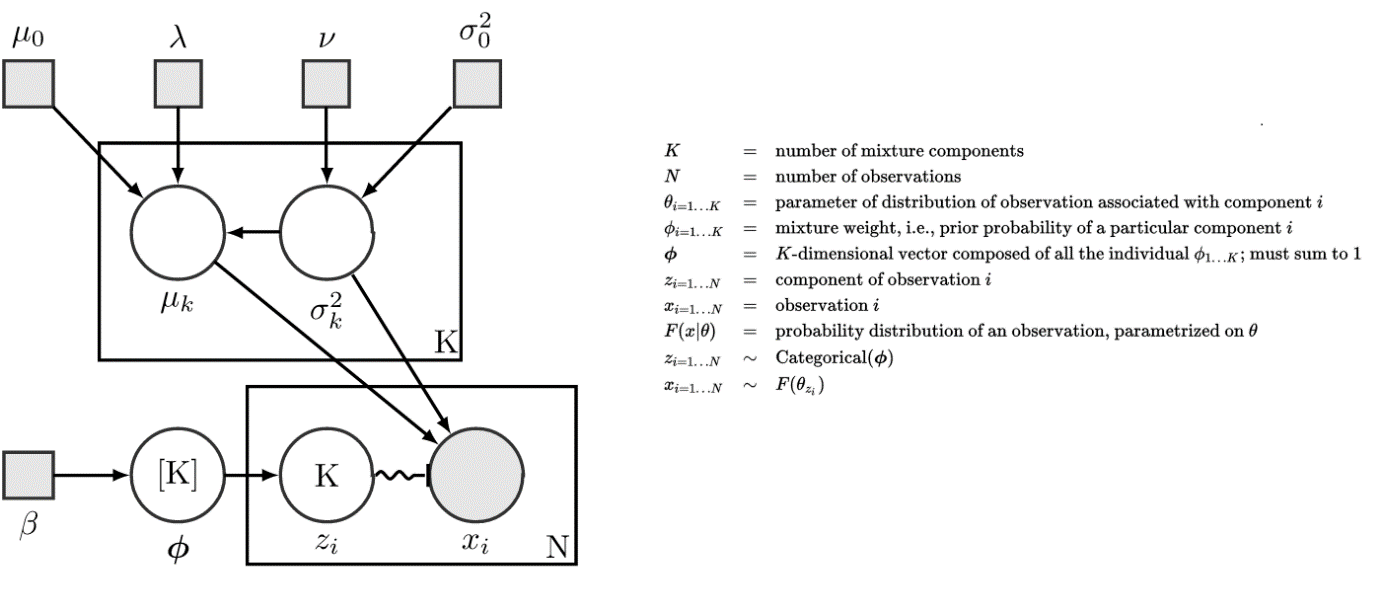 μ₀ λ ν σ₀²
μₖ σₖ² K
β [K] ϕ K zᵢ xᵢ N
K = number of mixture components
N = number of observations
θᵢ₌₁…K = parameter of distribution of observation associated with component i
ϕᵢ₌₁…K = mixture weight, i.e., prior probability of a particular component i
ϕ = K-dimensional vector composed of all the individual ϕ₁…K; must sum to 1
zᵢ₌₁…N = component of observation i
xᵢ₌₁…N = observation i
F(x|θ) = probability distribution of an observation, parametrized on θ
zᵢ₌₁…N ~ Categorical(ϕ)
xᵢ₌₁…N ~ F(θ_{zᵢ})